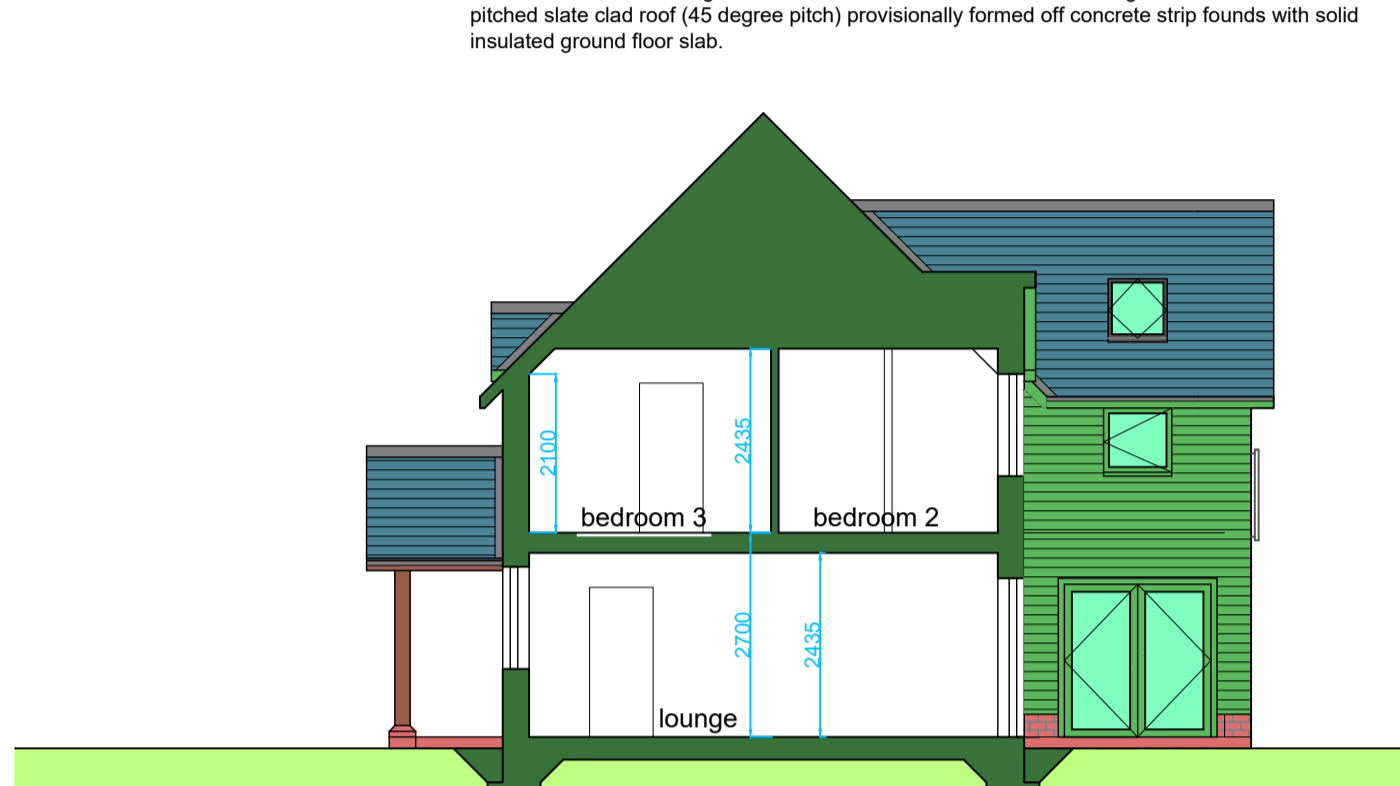 pitched slate clad roof (45 degree pitch) provisionally formed off concrete strip founds with solid
insulated ground floor slab.
2100
2435
bedroom 3
bedroom 2
2700
2435
lounge